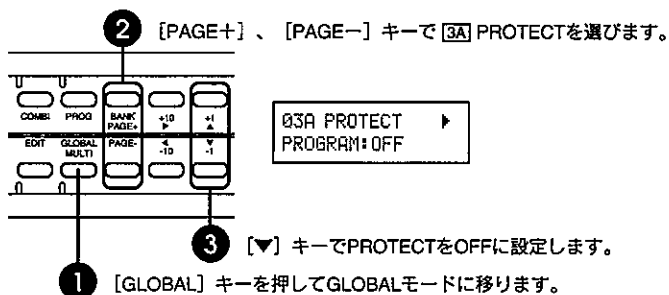 2 [PAGE+]、[PAGE−]キーで 3A PROTECTを選びます。
COMBI PROG BANK PAGE+ +10 ▶ +1 ▲
EDIT GLOBAL MULTI PAGE- ◀ -10 ▼ -1
03A PROTECT ▶
PROGRAM:OFF
3 [▼]キーでPROTECTをOFFに設定します。
1 [GLOBAL]キーを押してGLOBALモードに移ります。